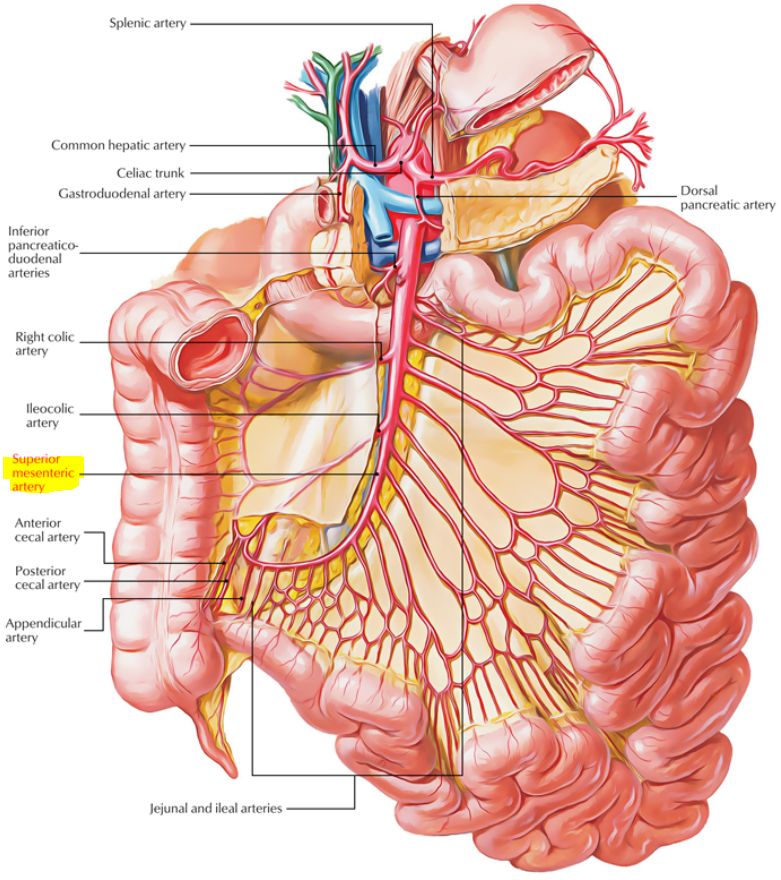 Splenic artery
Common hepatic artery
Celiac trunk
Gastroduodenal artery
Dorsal
pancreatic artery
Inferior
pancreatico-
duodenal
arteries
Right colic
artery
Ileocolic
artery
Superior
mesenteric
artery
Anterior
cecal artery
Posterior
cecal artery
Appendicular
artery
Jejunal and ileal arteries